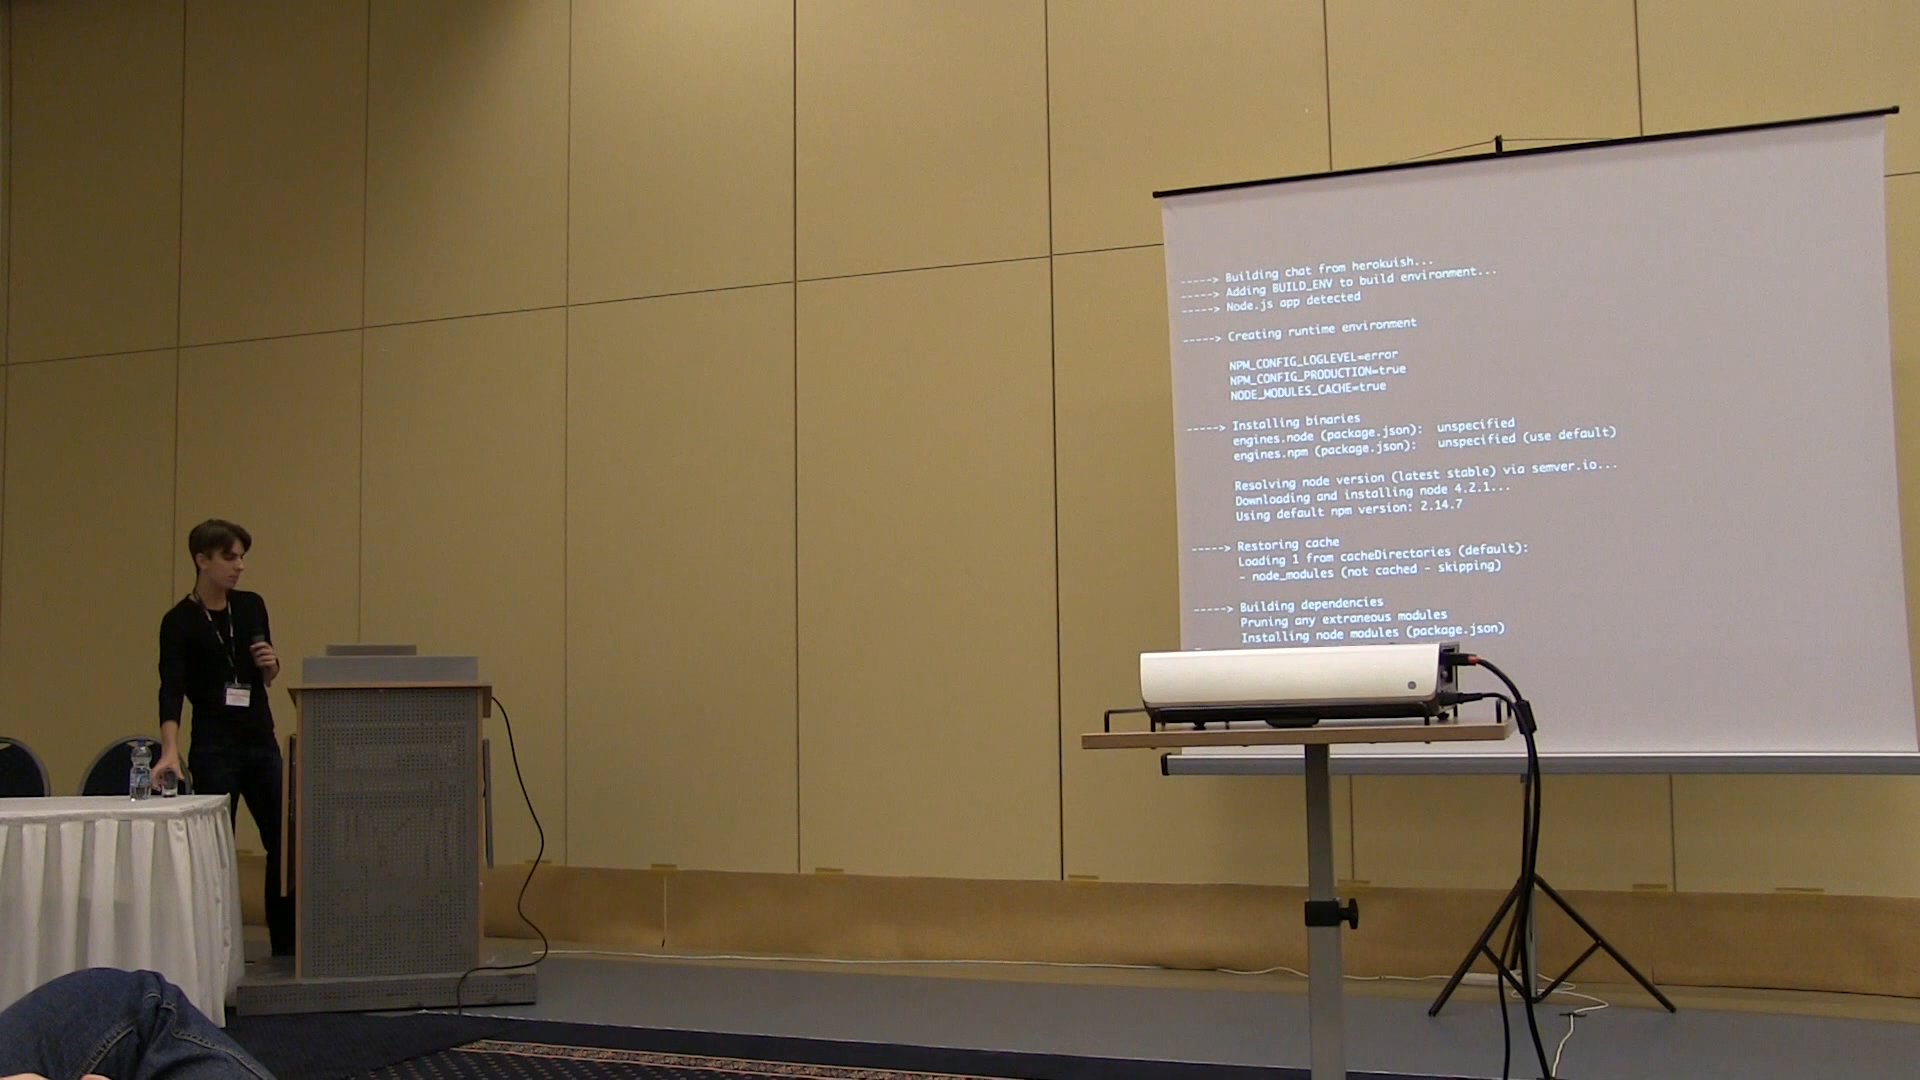 -----> Building chat from herokuish...
-----> Adding BUILD_ENV to build environment...
-----> Node.js app detected
-----> Creating runtime environment
NPM_CONFIG_LOGLEVEL=error
NPM_CONFIG_PRODUCTION=true
NODE_MODULES_CACHE=true
-----> Installing binaries
engines.node (package.json): unspecified
engines.npm (package.json): unspecified (use default)
Resolving node version (latest stable) via semver.io...
Downloading and installing node 4.2.1...
Using default npm version: 2.14.7
-----> Restoring cache
Loading 1 from cacheDirectories (default):
- node_modules (not cached - skipping)
-----> Building dependencies
Pruning any extraneous modules
Installing node modules (package.json)